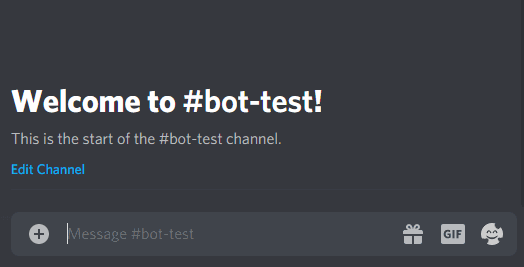 Welcome to #bot-test!
This is the start of the #bot-test channel.
Edit Channel
Message #bot-test
GIF